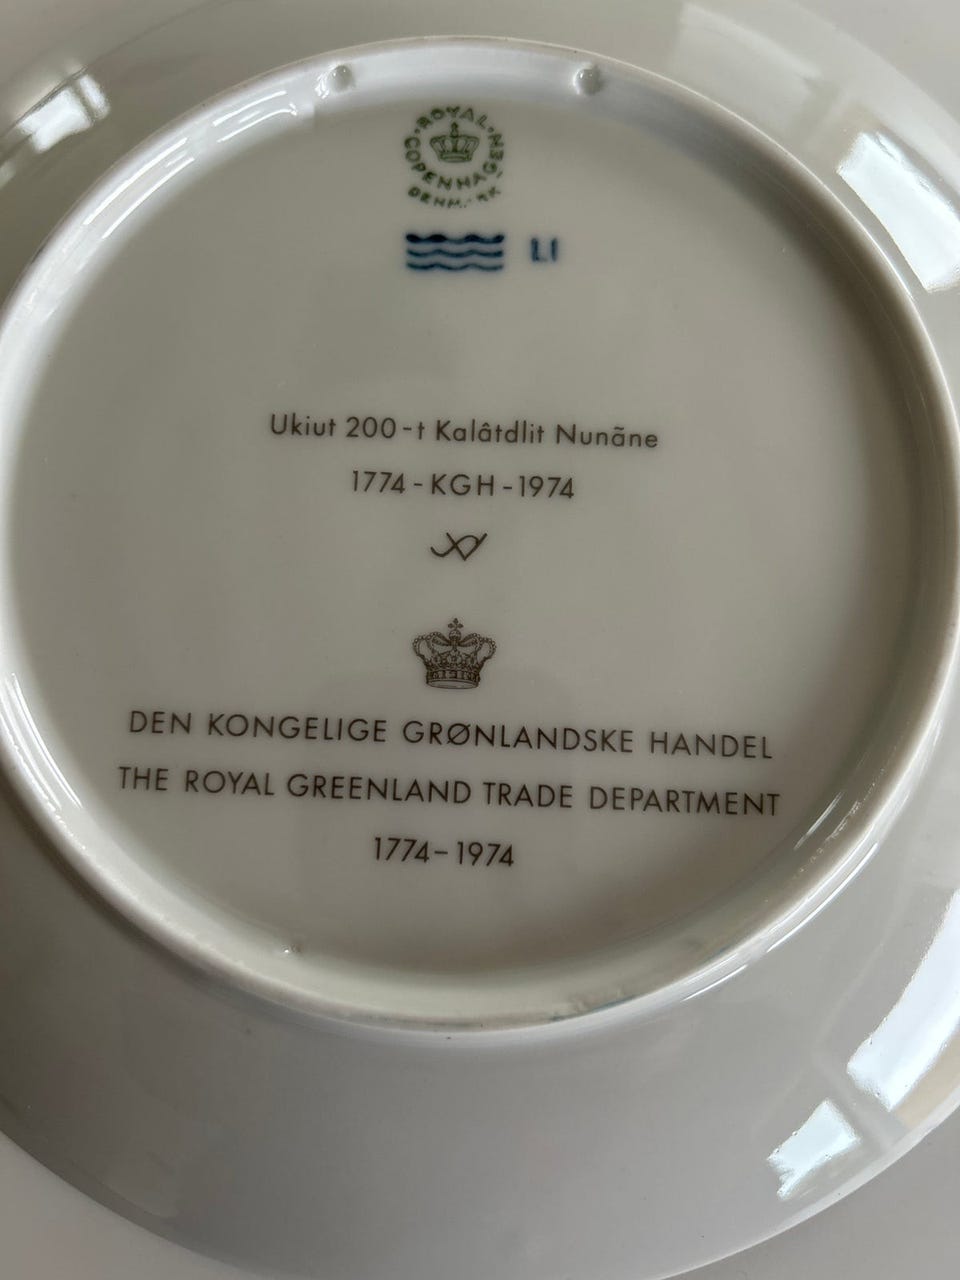 ROYAL COPENHAGEN
LI
Ukiut 200-t Kalâtdlit Nunãne
1774-KGH-1974
DEN KONGELIGE GRØNLANDSKE HANDEL
THE ROYAL GREENLAND TRADE DEPARTMENT
1774–1974